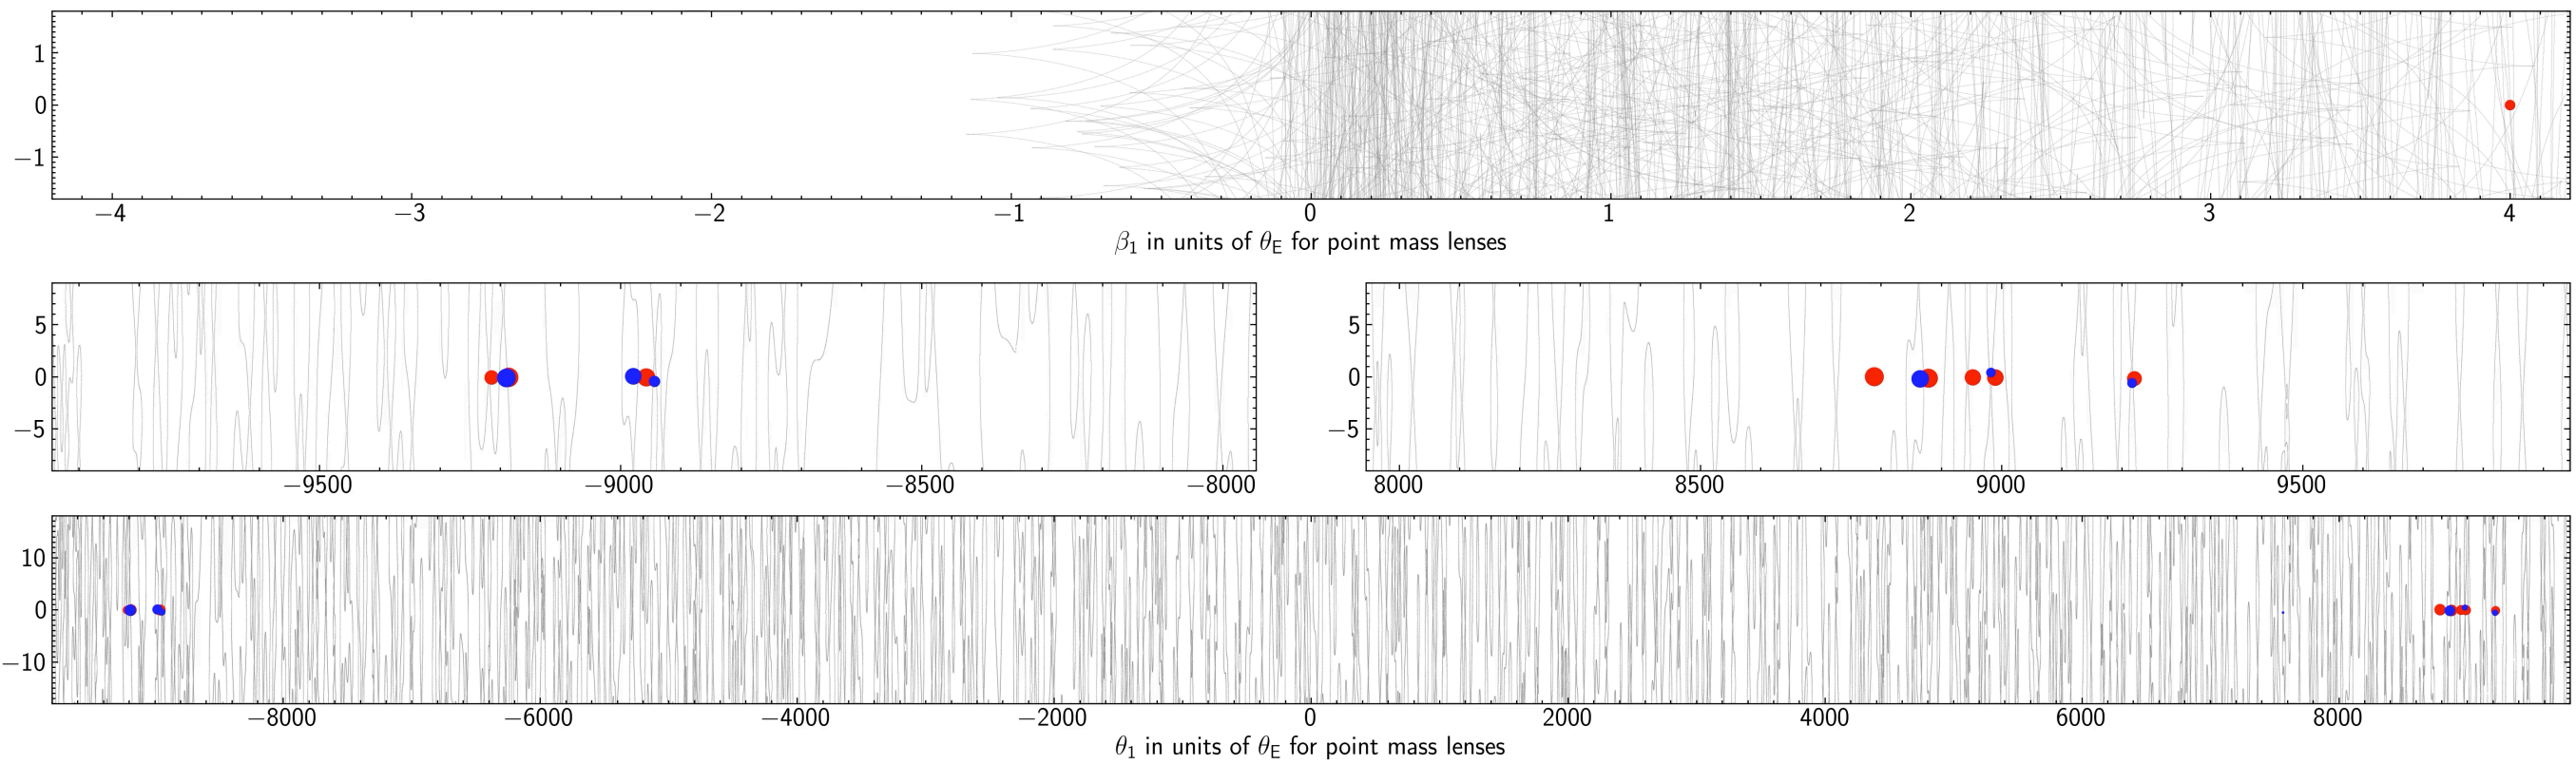 1
0
−1
−4 −3 −2 −1 0 1 2 3 4
β₁ in units of θ_E for point mass lenses
5 5
0 0
−5 −5
−9500 −9000 −8500 −8000 8000 8500 9000 9500
10
0
−10
−8000 −6000 −4000 −2000 0 2000 4000 6000 8000
θ₁ in units of θ_E for point mass lenses